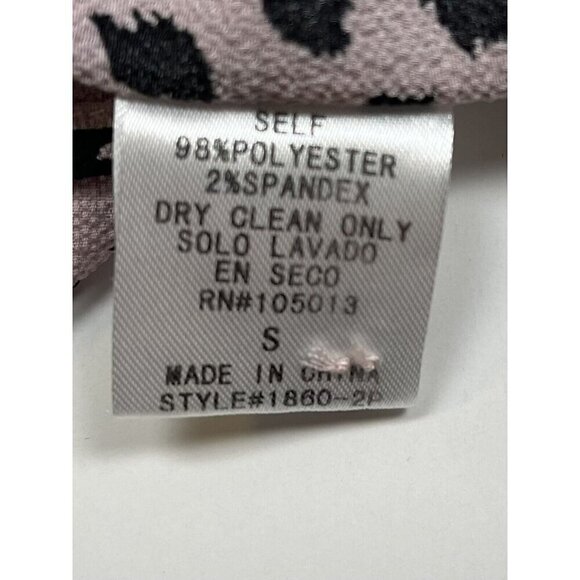 SELF
98%POLYESTER
2%SPANDEX
DRY CLEAN ONLY
SOLO LAVADO
EN SECO
RN#105013
S
MADE IN CHINA
STYLE#1860-2P